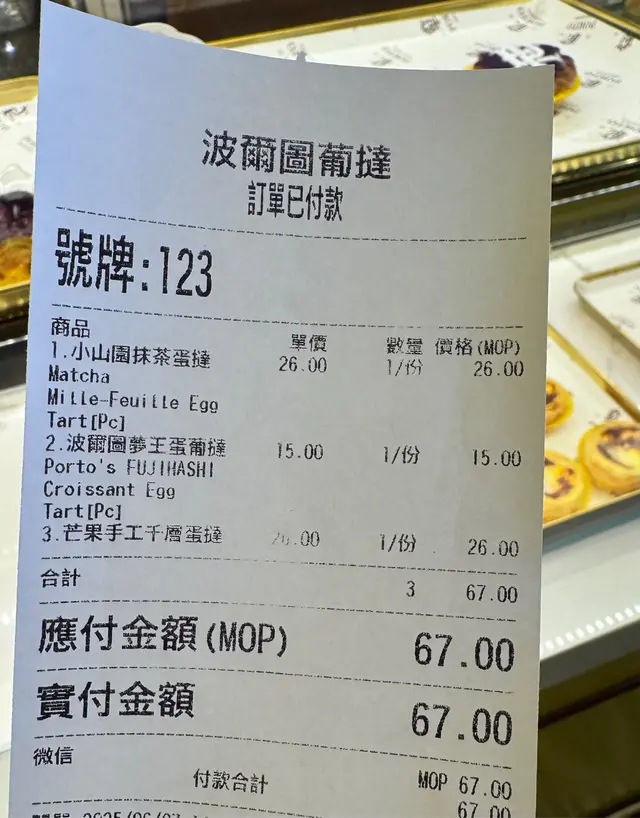 波爾圖葡撻
訂單已付款
號牌:123
商品 單價 數量 價格(MOP)
1.小山園抹茶蛋撻 26.00 1/份 26.00
Matcha
Mille-Feuille Egg
Tart[Pc]
2.波爾圖夢王蛋葡撻 15.00 1/份 15.00
Porto's FUJIHASHI
Croissant Egg
Tart[Pc]
3.芒果手工千層蛋撻 26.00 1/份 26.00
合計 3 67.00
應付金額(MOP) 67.00
實付金額 67.00
微信
付款合計 MOP 67.00
67.00